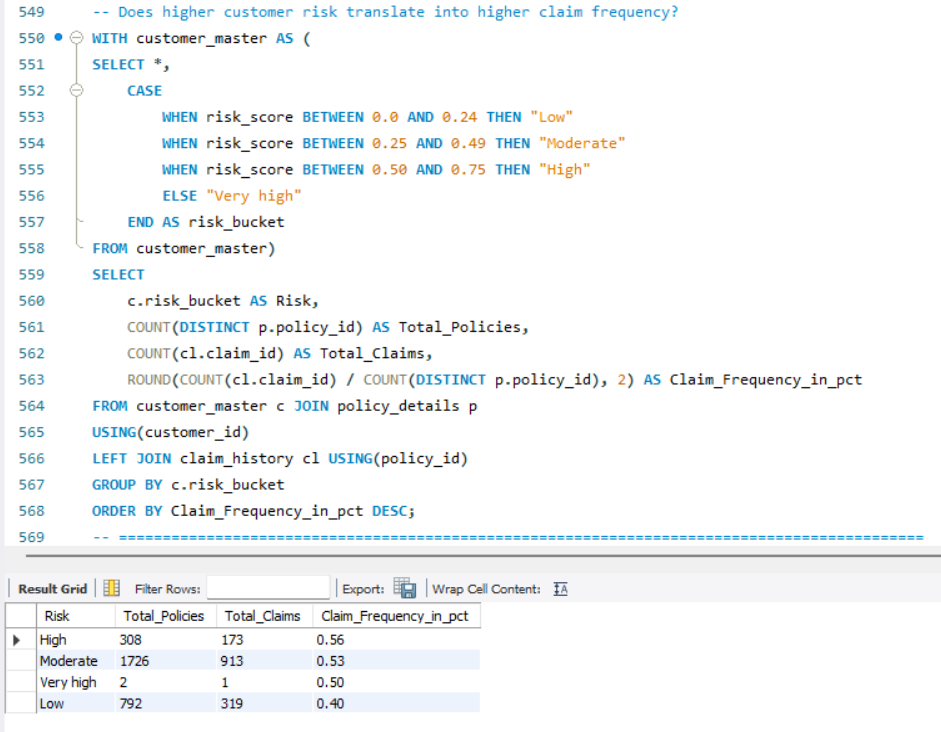 549 -- Does higher customer risk translate into higher claim frequency?
550 WITH customer_master AS (
551 SELECT *,
552 CASE
553 WHEN risk_score BETWEEN 0.0 AND 0.24 THEN "Low"
554 WHEN risk_score BETWEEN 0.25 AND 0.49 THEN "Moderate"
555 WHEN risk_score BETWEEN 0.50 AND 0.75 THEN "High"
556 ELSE "Very high"
557 END AS risk_bucket
558 FROM customer_master)
559 SELECT
560 c.risk_bucket AS Risk,
561 COUNT(DISTINCT p.policy_id) AS Total_Policies,
562 COUNT(cl.claim_id) AS Total_Claims,
563 ROUND(COUNT(cl.claim_id) / COUNT(DISTINCT p.policy_id), 2) AS Claim_Frequency_in_pct
564 FROM customer_master c JOIN policy_details p
565 USING(customer_id)
566 LEFT JOIN claim_history cl USING(policy_id)
567 GROUP BY c.risk_bucket
568 ORDER BY Claim_Frequency_in_pct DESC;
569 -- ==========================================================================================
Result Grid Filter Rows: Export: Wrap Cell Content: IA
Risk Total_Policies Total_Claims Claim_Frequency_in_pct
High 308 173 0.56
Moderate 1726 913 0.53
Very high 2 1 0.50
Low 792 319 0.40